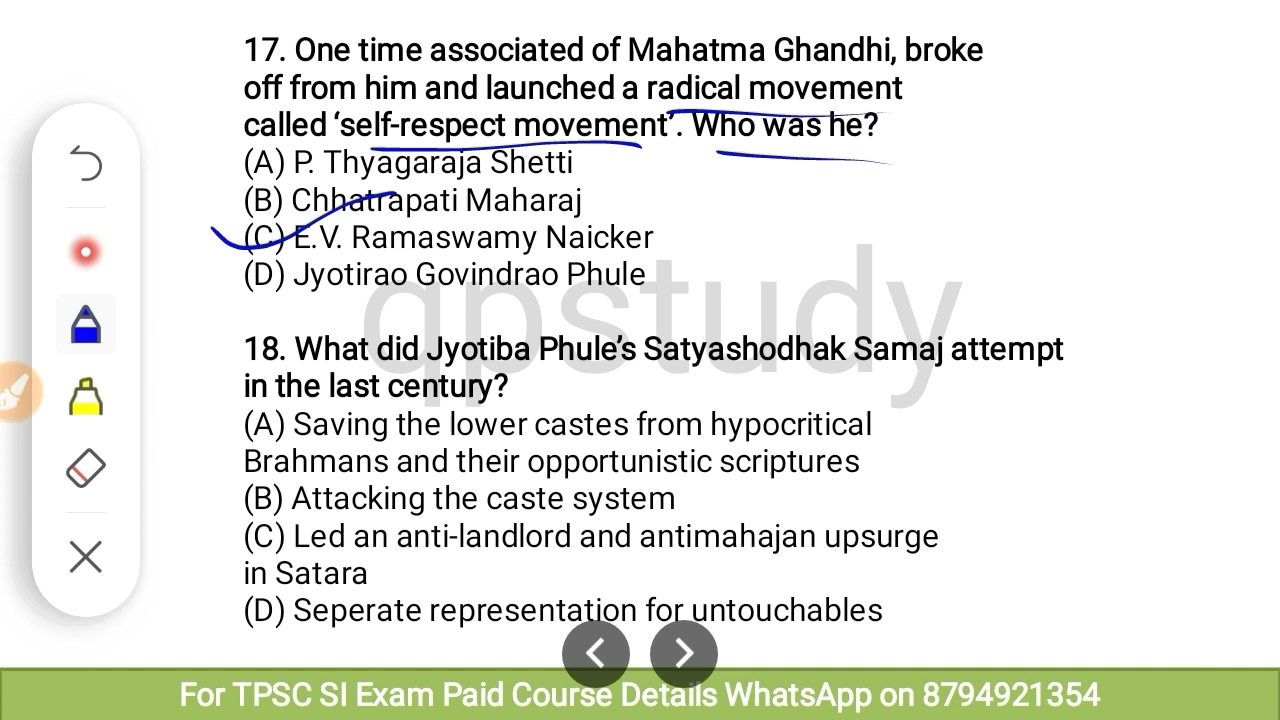 17. One time associated of Mahatma Ghandhi, broke
off from him and launched a radical movement
called ‘self-respect movement’. Who was he?
(A) P. Thyagaraja Shetti
(B) Chhatrapati Maharaj
(C) E.V. Ramaswamy Naicker
(D) Jyotirao Govindrao Phule
qpstudy
18. What did Jyotiba Phule’s Satyashodhak Samaj attempt
in the last century?
(A) Saving the lower castes from hypocritical
Brahmans and their opportunistic scriptures
(B) Attacking the caste system
(C) Led an anti-landlord and antimahajan upsurge
in Satara
(D) Seperate representation for untouchables
For TPSC SI Exam Paid Course Details WhatsApp on 8794921354